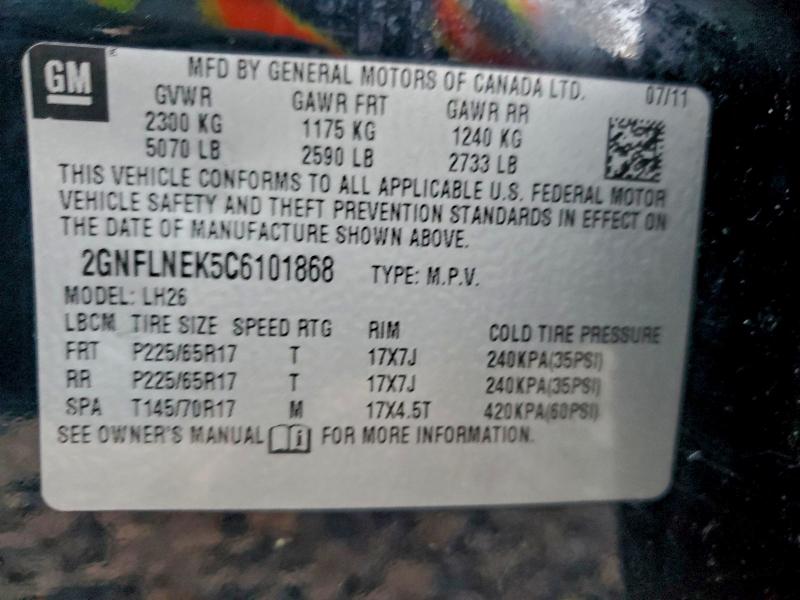 GM
MFD BY GENERAL MOTORS OF CANADA LTD. 07/11
GVWR GAWR FRT GAWR RR
2300 KG 1175 KG 1240 KG
5070 LB 2590 LB 2733 LB
THIS VEHICLE CONFORMS TO ALL APPLICABLE U.S. FEDERAL MOTOR
VEHICLE SAFETY AND THEFT PREVENTION STANDARDS IN EFFECT ON
THE DATE OF MANUFACTURE SHOWN ABOVE.
2GNFLNEK5C6101868 TYPE: M.P.V.
MODEL: LH26
LBCM TIRE SIZE SPEED RTG RIM COLD TIRE PRESSURE
FRT P225/65R17 T 17X7J 240KPA(35PSI)
RR P225/65R17 T 17X7J 240KPA(35PSI)
SPA T145/70R17 M 17X4.5T 420KPA(60PSI)
SEE OWNER'S MANUAL i FOR MORE INFORMATION.